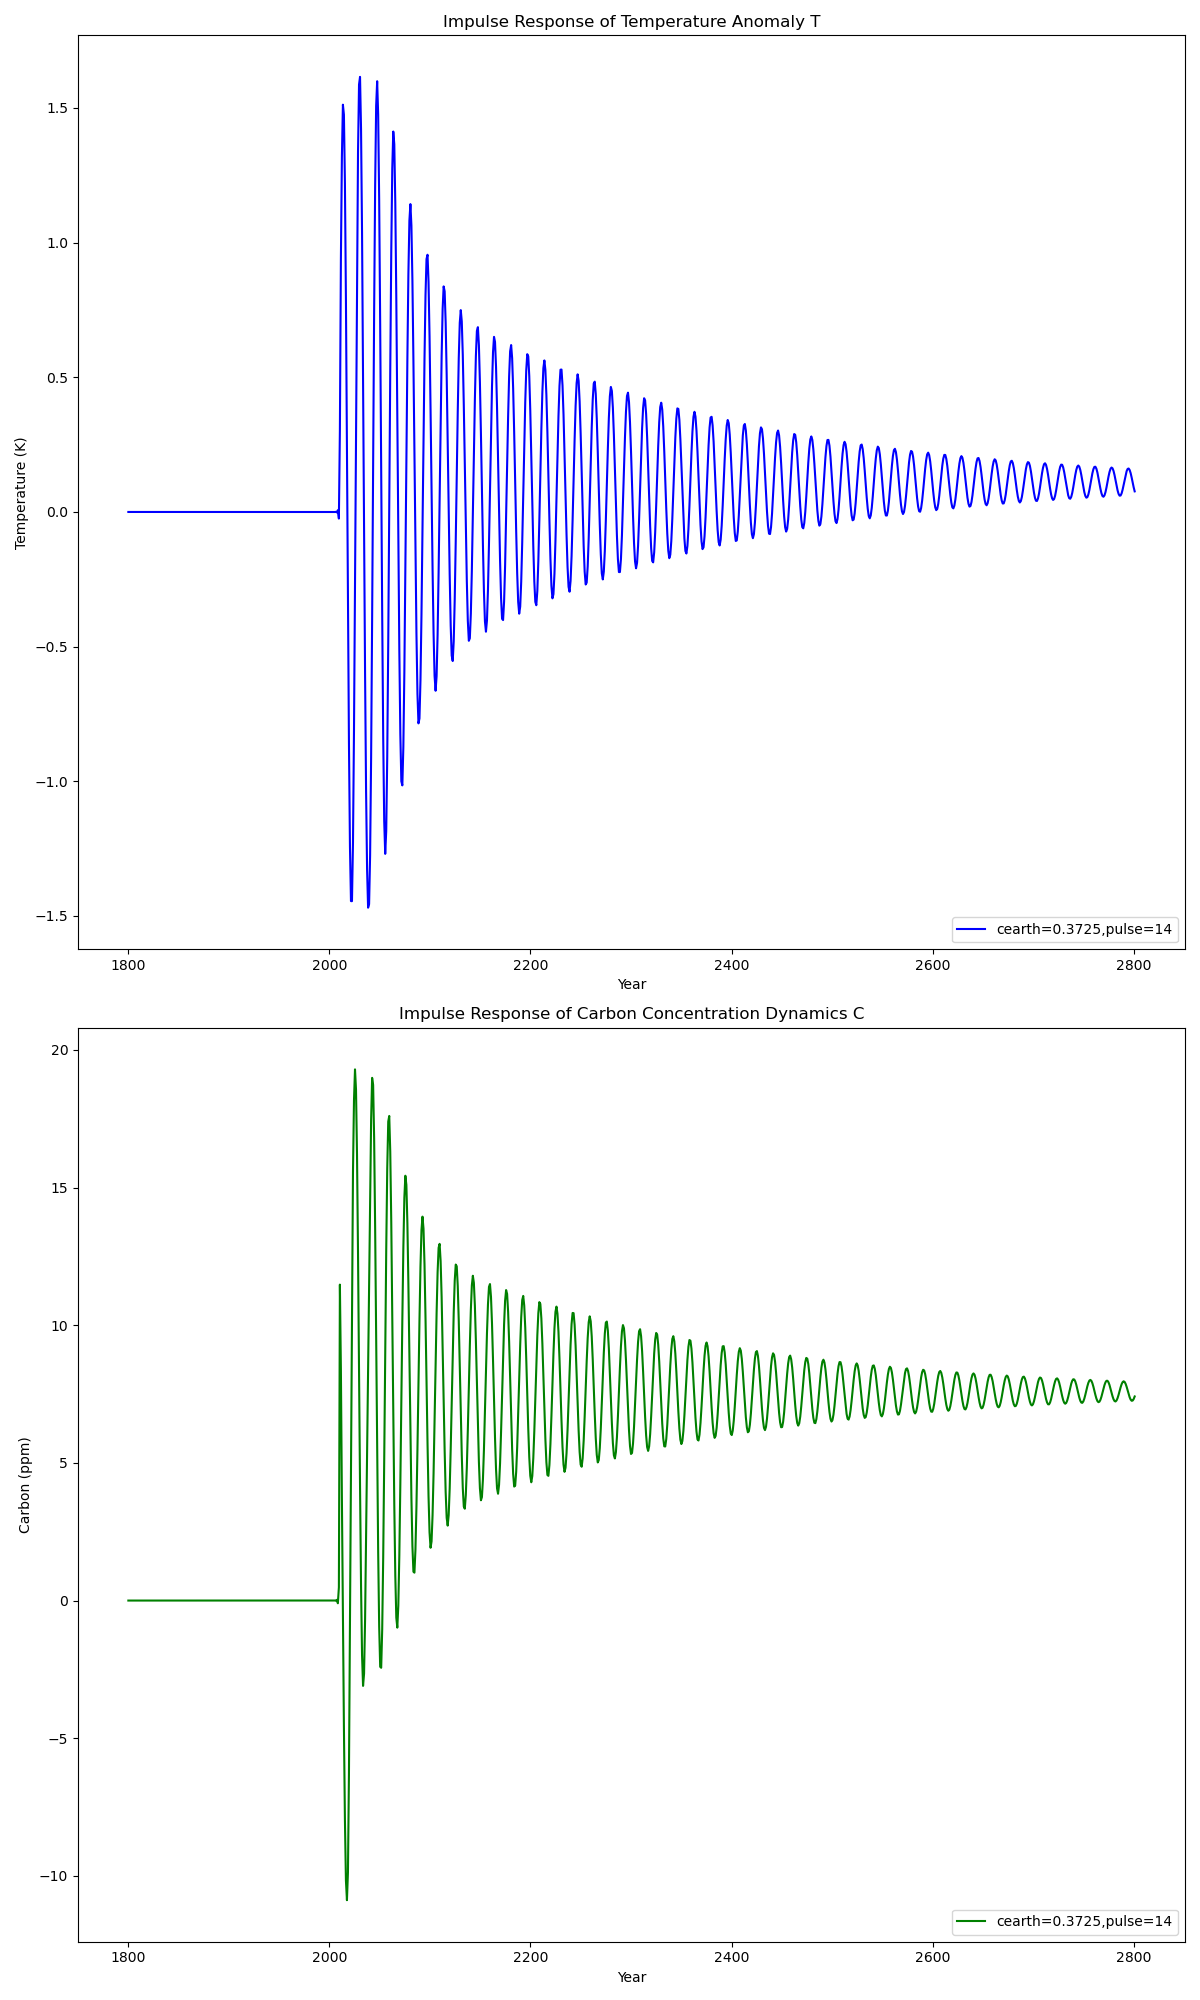 Impulse Response of Temperature Anomaly T
1.5
1.0
0.5
0.0
−0.5
−1.0
−1.5
Temperature (K)
cearth=0.3725,pulse=14
1800 2000 2200 2400 2600 2800
Year
Impulse Response of Carbon Concentration Dynamics C
20
15
10
5
0
−5
−10
Carbon (ppm)
cearth=0.3725,pulse=14
1800 2000 2200 2400 2600 2800
Year